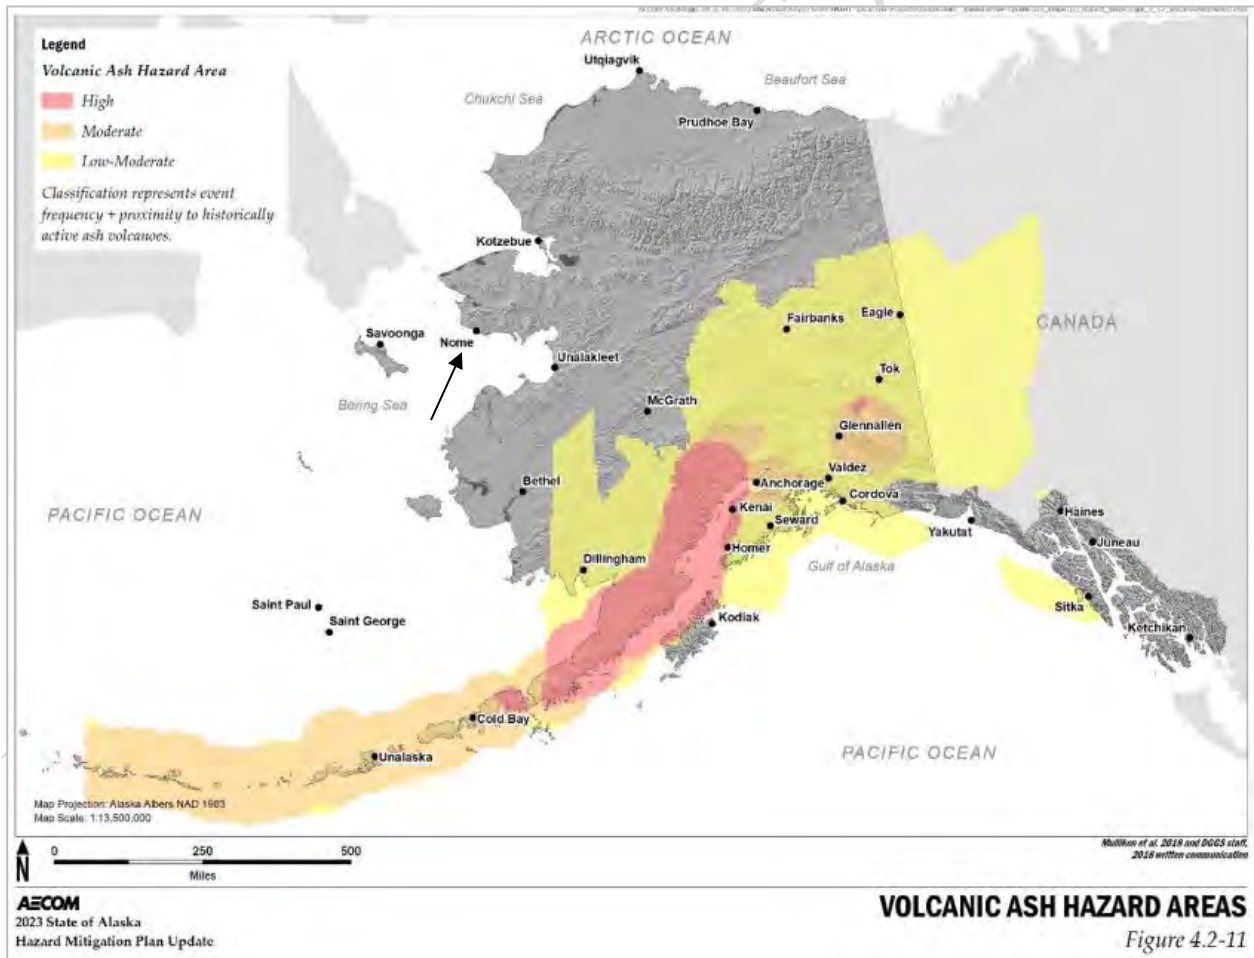 Legend
Volcanic Ash Hazard Area
High
Moderate
Low-Moderate
Classification represents event
frequency + proximity to historically
active ash volcanoes.
ARCTIC OCEAN
Utqiagvik
Beaufort Sea
Chukchi Sea
Prudhoe Bay
Kotzebue
Fairbanks
Eagle
CANADA
Savoonga
Nome
Unalakleet
Tok
Bering Sea
McGrath
Glennallen
Valdez
Bethel
Anchorage
Cordova
PACIFIC OCEAN
Kenai
Seward
Haines
Yakutat
Juneau
Homer
Dillingham
Gulf of Alaska
Saint Paul
Saint George
Kodiak
Sitka
Ketchikan
Cold Bay
Unalaska
PACIFIC OCEAN
Map Projection: Alaska Albers NAD 1983
Map Scale: 1:13,500,000
N
0 250 500
Miles
Mulliken et al. 2018 and DGGS staff,
2018 written communication
AECOM
2023 State of Alaska
Hazard Mitigation Plan Update
VOLCANIC ASH HAZARD AREAS
Figure 4.2-11